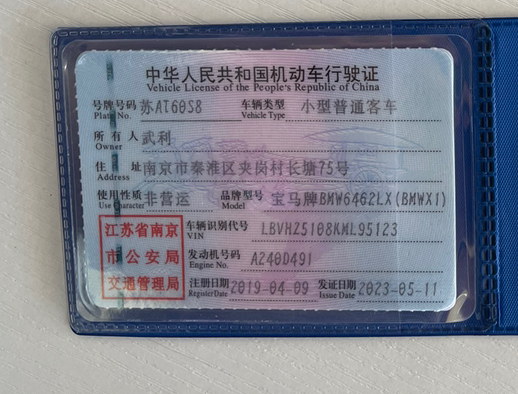 中华人民共和国机动车行驶证
Vehicle License of the People's Republic of China
号牌号码 苏AT60S8 车辆类型 小型普通客车
Plate No. Vehicle Type
所有人 武利
Owner
住址 南京市秦淮区夹岗村长塘75号
Address
使用性质 非营运 品牌型号 宝马牌BMW6462LX(BMWX1)
Use Character Model
江苏省南京
市公安局
交通管理局
车辆识别代号 LBVHZ5108KML95123
VIN
发动机号码 A240D491
Engine No.
注册日期 2019-04-09 发证日期 2023-05-11
Register Date Issue Date